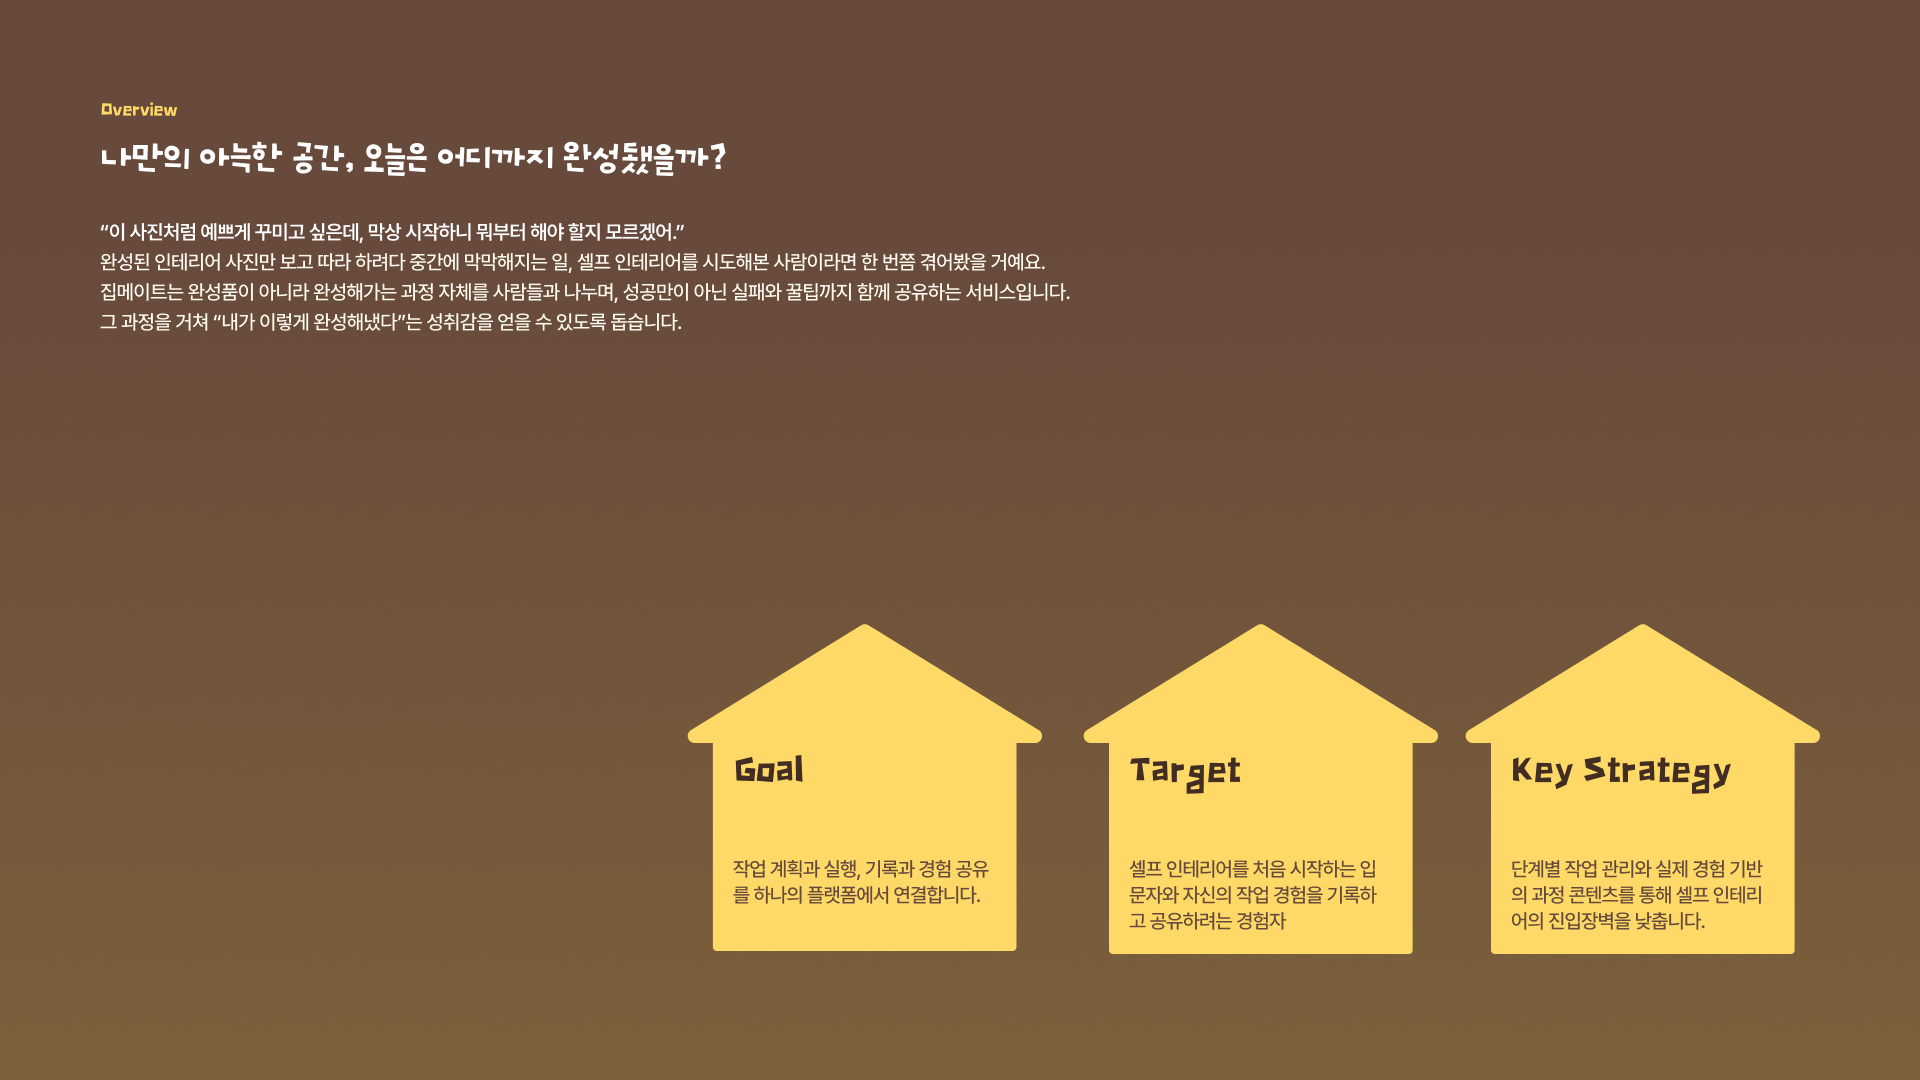 Overview
나만의 아늑한 공간, 오늘은 어디까지 완성됐을까?
“이 사진처럼 예쁘게 꾸미고 싶은데, 막상 시작하니 뭐부터 해야 할지 모르겠어.”
완성된 인테리어 사진만 보고 따라 하려다 중간에 막막해지는 일, 셀프 인테리어를 시도해본 사람이라면 한 번쯤 겪어봤을 거예요.
집메이트는 완성품이 아니라 완성해가는 과정 자체를 사람들과 나누며, 성공만이 아닌 실패와 꿀팁까지 함께 공유하는 서비스입니다.
그 과정을 거쳐 “내가 이렇게 완성해냈다”는 성취감을 얻을 수 있도록 돕습니다.
Goal
작업 계획과 실행, 기록과 경험 공유
를 하나의 플랫폼에서 연결합니다.
Target
셀프 인테리어를 처음 시작하는 입
문자와 자신의 작업 경험을 기록하
고 공유하려는 경험자
Key Strategy
단계별 작업 관리와 실제 경험 기반
의 과정 콘텐츠를 통해 셀프 인테리
어의 진입장벽을 낮춥니다.